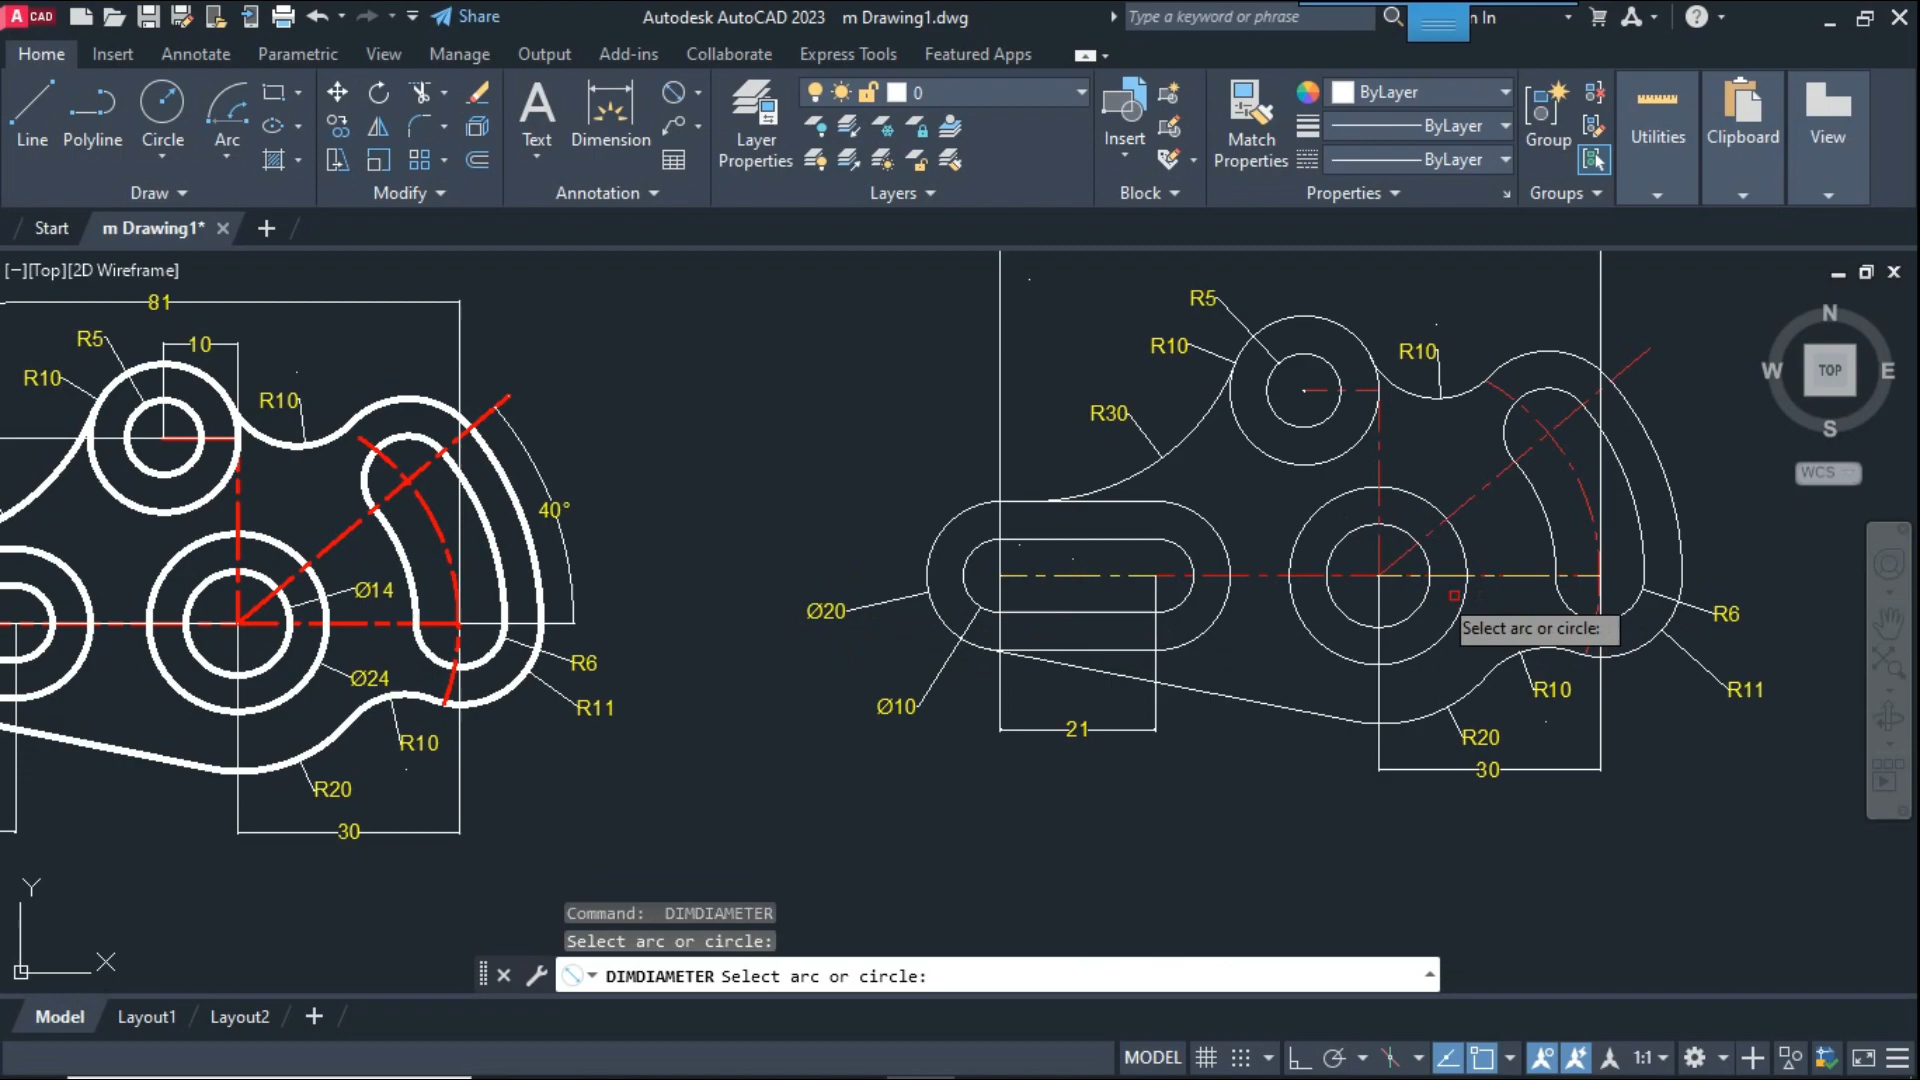 CAD
Share
Autodesk AutoCAD 2023 m Drawing1.dwg
Type a keyword or phrase
n In
Home Insert Annotate Parametric View Manage Output Add-ins Collaborate Express Tools Featured Apps
0
ByLayer
ByLayer
ByLayer
Line Polyline Circle Arc
Text Dimension
Layer Properties
Insert
Match Properties
Group
Utilities
Clipboard
View
Draw Modify Annotation Layers Block Properties Groups
Start
m Drawing1*
[−][Top][2D Wireframe]
81
R5
10
R10
R10
40°
Ø14
R6
Ø24
R11
R10
R20
30
R5
R10
R10
R30
Ø20
R6
Select arc or circle:
Ø10
R10
R11
21
R20
30
N
W TOP E
S
WCS
Y
X
Command: DIMDIAMETER
Select arc or circle:
DIMDIAMETER Select arc or circle:
Model Layout1 Layout2
MODEL
1:1